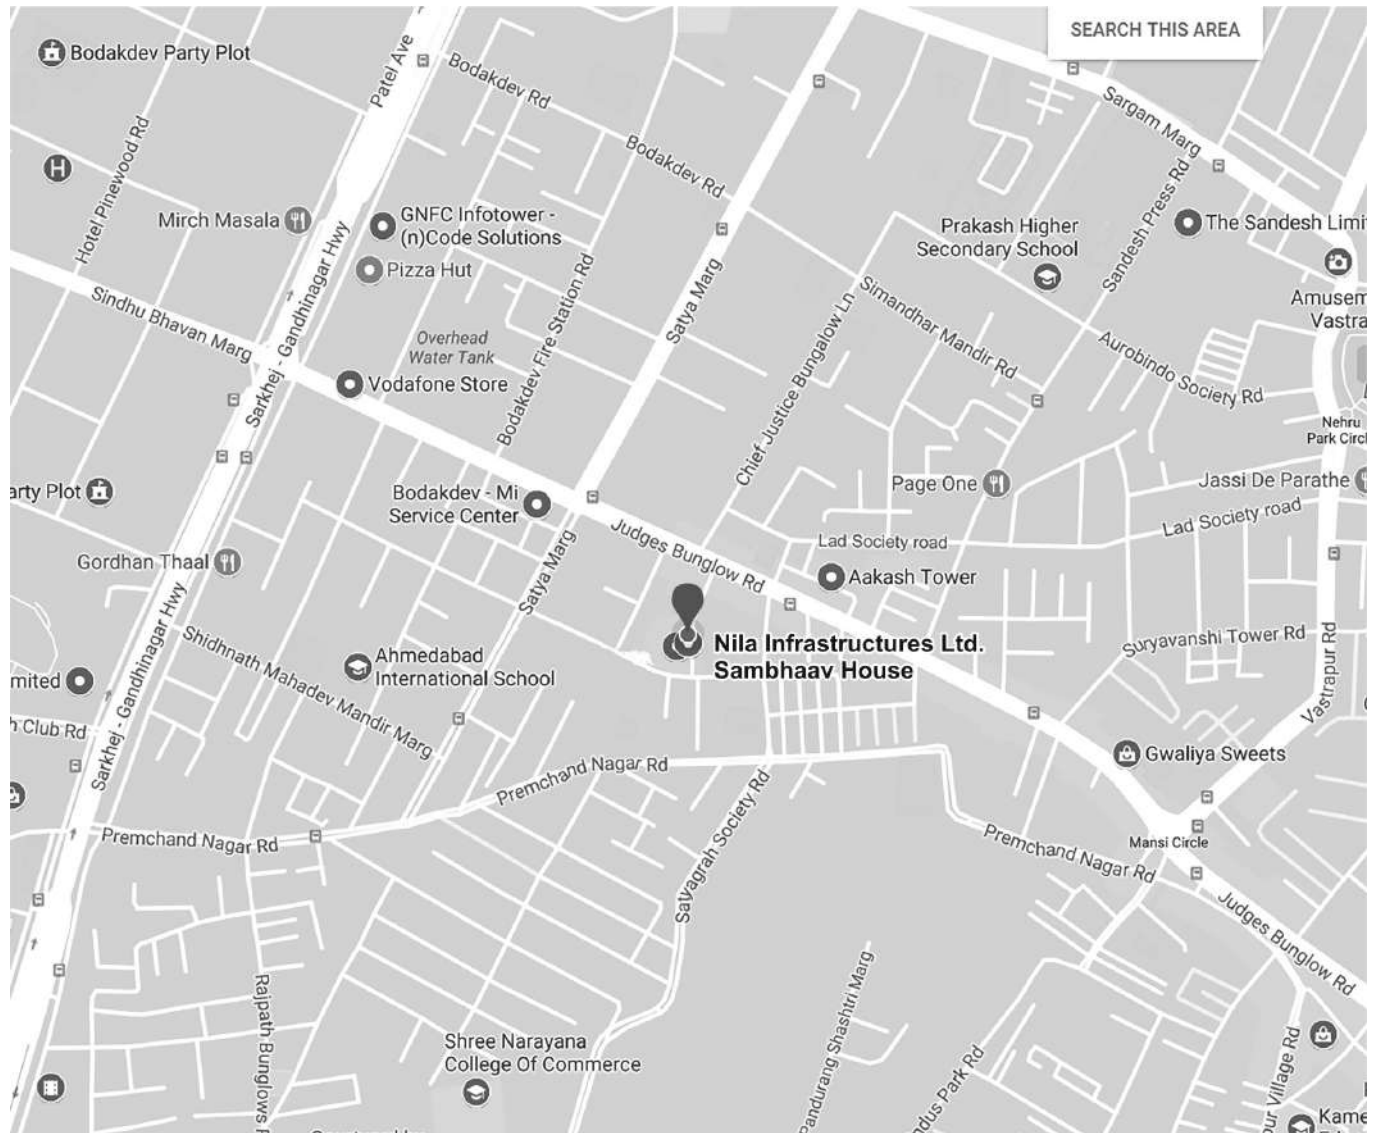 SEARCH THIS AREA
Bodakdev Party Plot
Patel Ave
Bodakdev Rd
Sargam Marg
Hotel Pinewood Rd
Bodakdev Rd
Sandesh Press Rd
Mirch Masala
GNFC Infotower -
(n)Code Solutions
Pizza Hut
Prakash Higher
Secondary School
The Sandesh Limi
Sindhu Bhavan Marg
Sarkhej - Gandhinagar Hwy
Bodakdev Fire Station Rd
Satya Marg
Chief Justice Bungalow Ln
Simandhar Mandir Rd
Amusem
Vastra
Overhead
Water Tank
Vodafone Store
Aurobindo Society Rd
Nehru
Park Circl
arty Plot
Bodakdev - Mi
Service Center
Page One
Jassi De Parathe
Lad Society road
Judges Bunglow Rd
Lad Society road
Gordhan Thaal
Satya Marg
Aakash Tower
Sarkhej - Gandhinagar Hwy
Shidhnath Mahadev Mandir Marg
Ahmedabad
International School
Nila Infrastructures Ltd.
Sambhaav House
Suryavanshi Tower Rd
Vastrapur Rd
mited
h Club Rd
Premchand Nagar Rd
Gwaliya Sweets
Premchand Nagar Rd
Satyagrah Society Rd
Premchand Nagar Rd
Mansi Circle
Judges Bunglow Rd
Rajpath Bunglows
Shree Narayana
College Of Commerce
Pandurang Shashtri Marg
ndus Park Rd
pur Village Rd
Kame